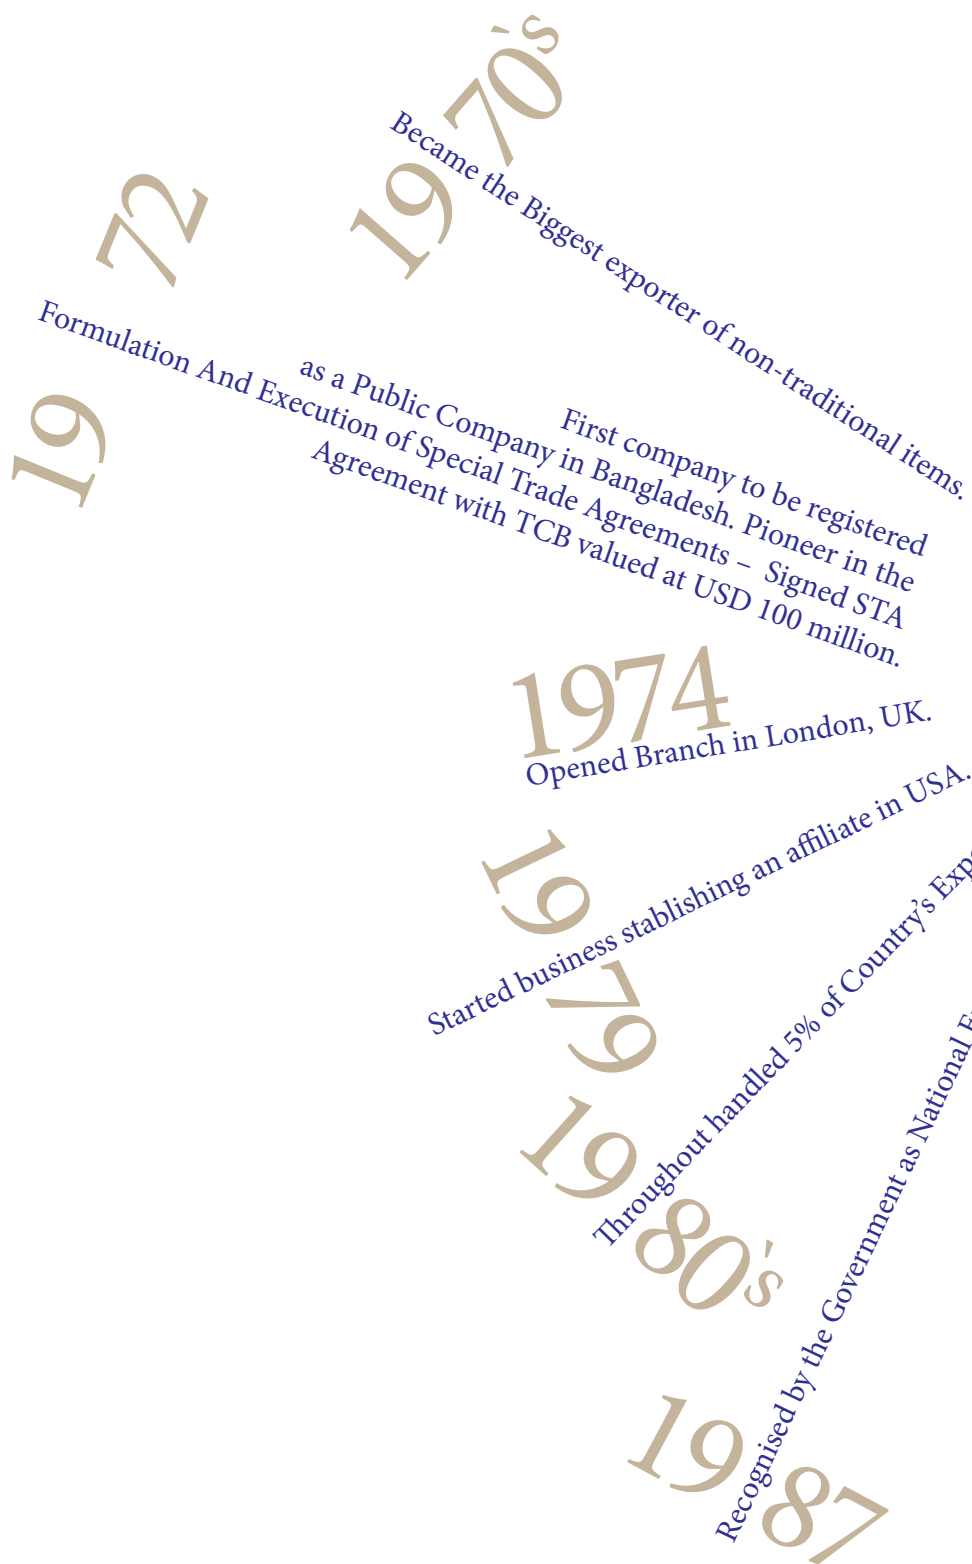 1970's
Became the Biggest exporter of non-traditional items.
1972
First company to be registered
as a Public Company in Bangladesh. Pioneer in the
Formulation And Execution of Special Trade Agreements – Signed STA
Agreement with TCB valued at USD 100 million.
1974
Opened Branch in London, UK.
1979
Started business stablishing an affiliate in USA.
1980's
Throughout handled 5% of Country's
1987
Recognised by the Government as National